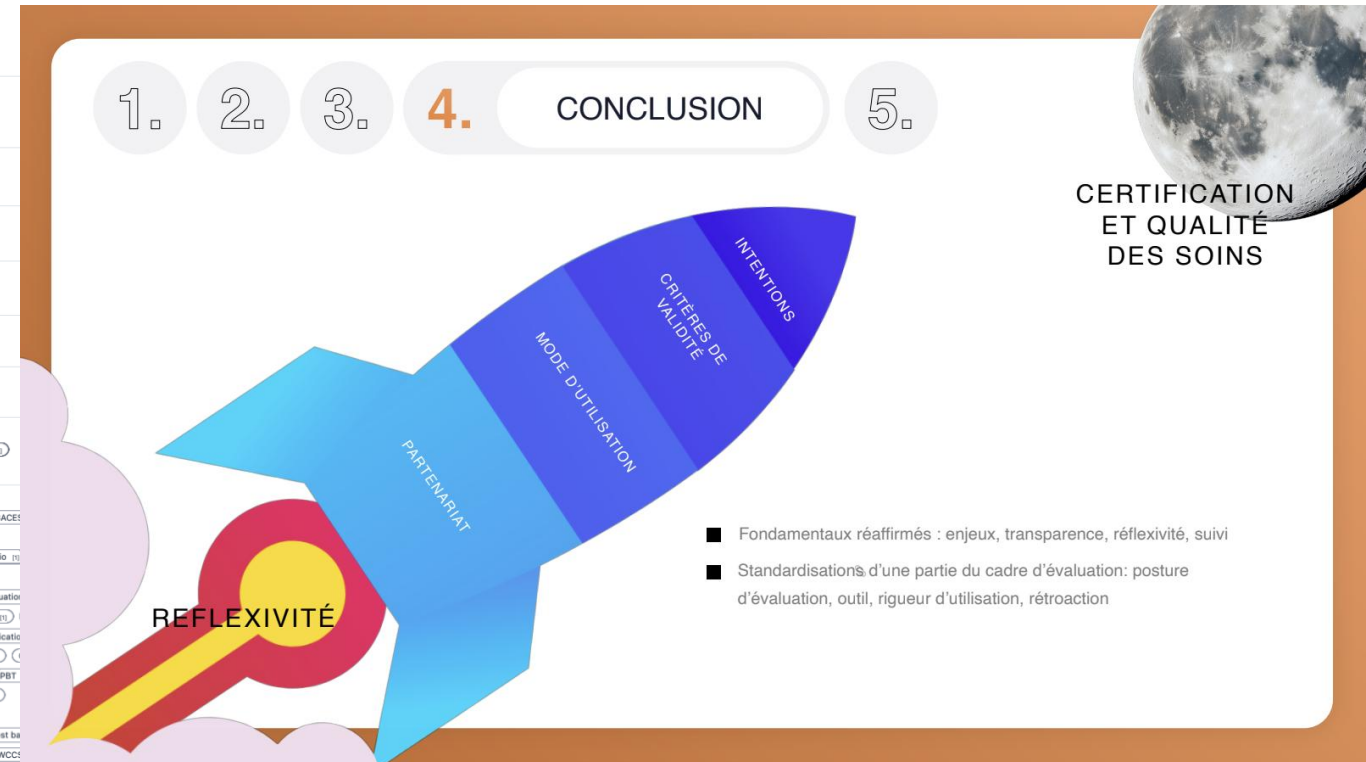 1.
2.
3.
4.
CONCLUSION
5.
CERTIFICATION
ET QUALITÉ
DES SOINS
INTENTIONS
CRITÈRES DE
VALIDITÉ
MODE D'UTILISATION
PARTENARIAT
REFLEXIVITÉ
Fondamentaux réaffirmés : enjeux, transparence, réflexivité, suivi
Standardisations d'une partie du cadre d'évaluation: posture
d'évaluation, outil, rigueur d'utilisation, rétroaction
PBT